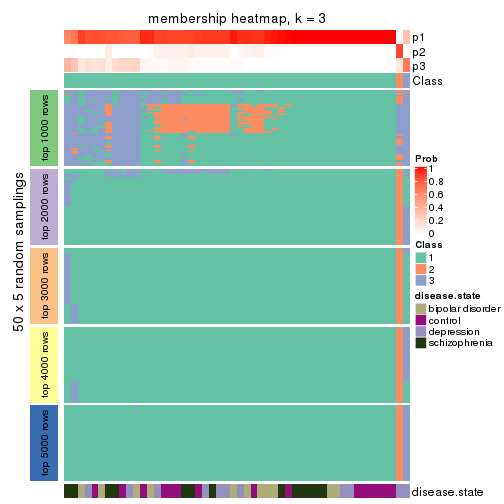 membership heatmap, k = 3
p1
p2
p3
Class
50 x 5 random samplings
top 1000 rows
top 2000 rows
top 3000 rows
top 4000 rows
top 5000 rows
Prob
1
0.8
0.6
0.4
0.2
0
Class
1
2
3
disease.state
bipolar disorder
control
depression
schizophrenia
disease.state